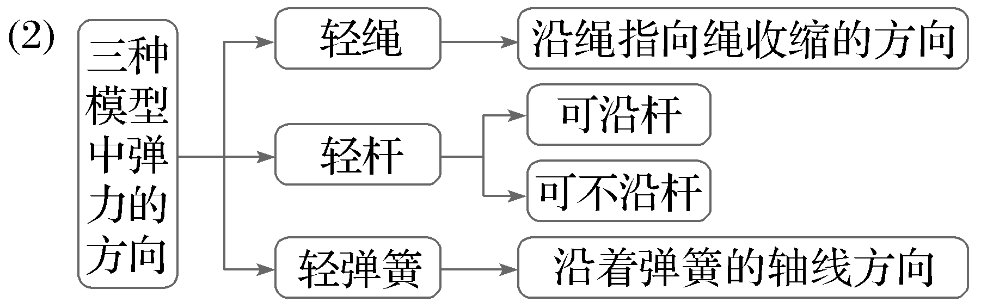 (2)
三种
模型
中弹
力的
方向
轻绳
沿绳指向绳收缩的方向
轻杆
可沿杆
可不沿杆
轻弹簧
沿着弹簧的轴线方向